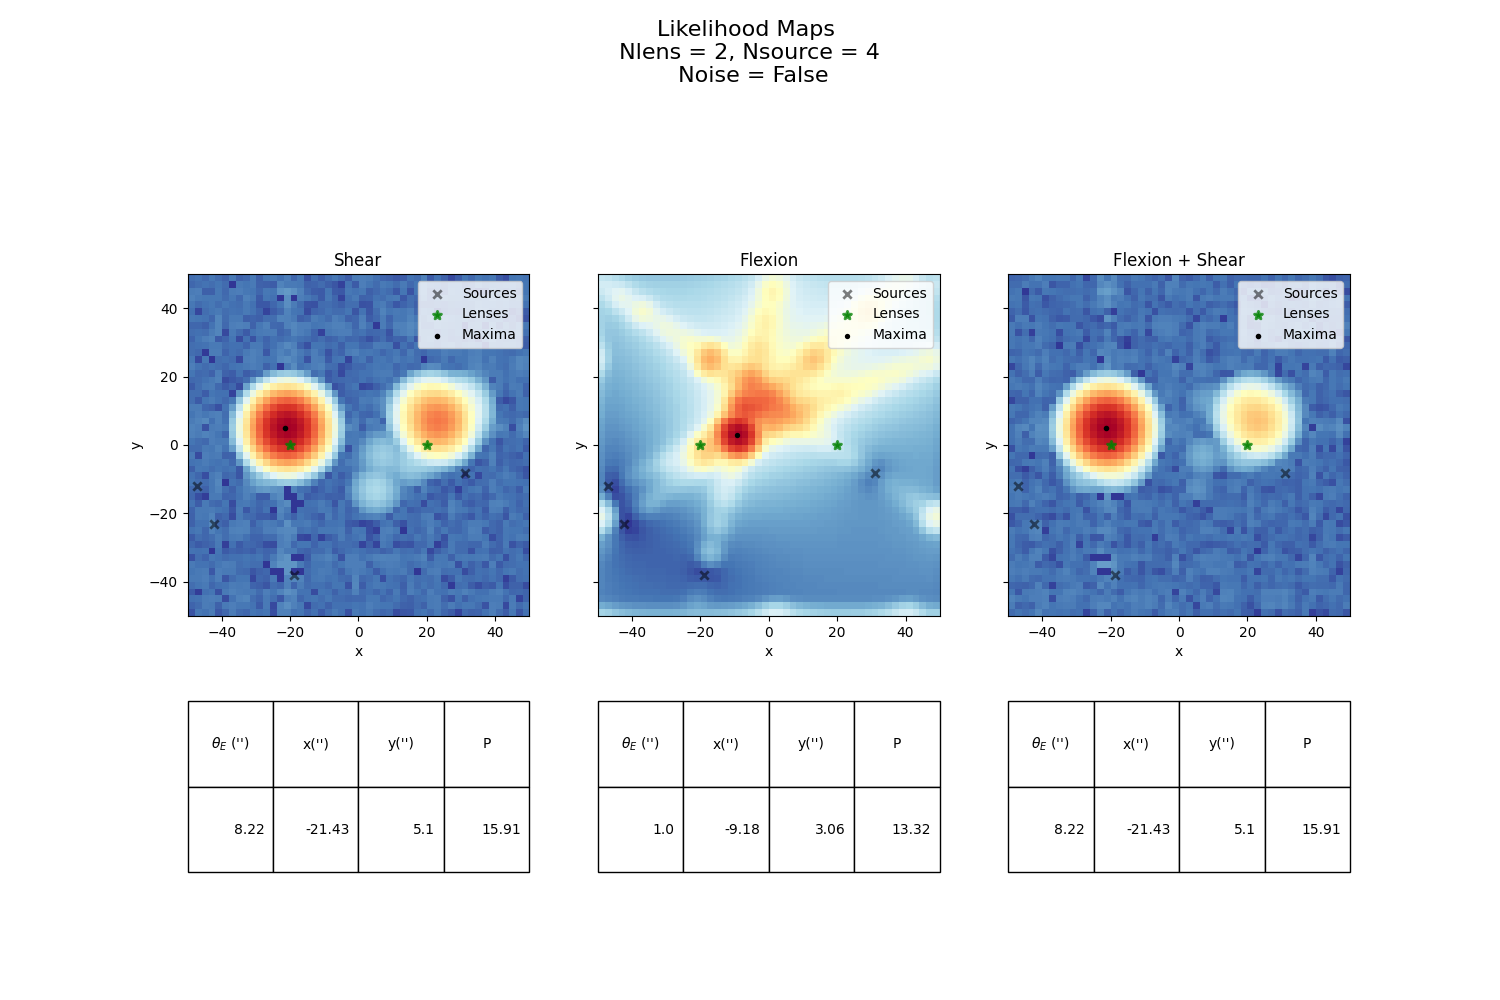 Likelihood Maps
Nlens = 2, Nsource = 4
Noise = False
Shear
Flexion
Flexion + Shear
Sources
Lenses
Maxima
Sources
Lenses
Maxima
Sources
Lenses
Maxima
40
20
0
−20
−40
y
y
y
−40 −20 0 20 40
−40 −20 0 20 40
−40 −20 0 20 40
x
x
x
θE ('') x('') y('') P
8.22 -21.43 5.1 15.91
θE ('') x('') y('') P
1.0 -9.18 3.06 13.32
θE ('') x('') y('') P
8.22 -21.43 5.1 15.91